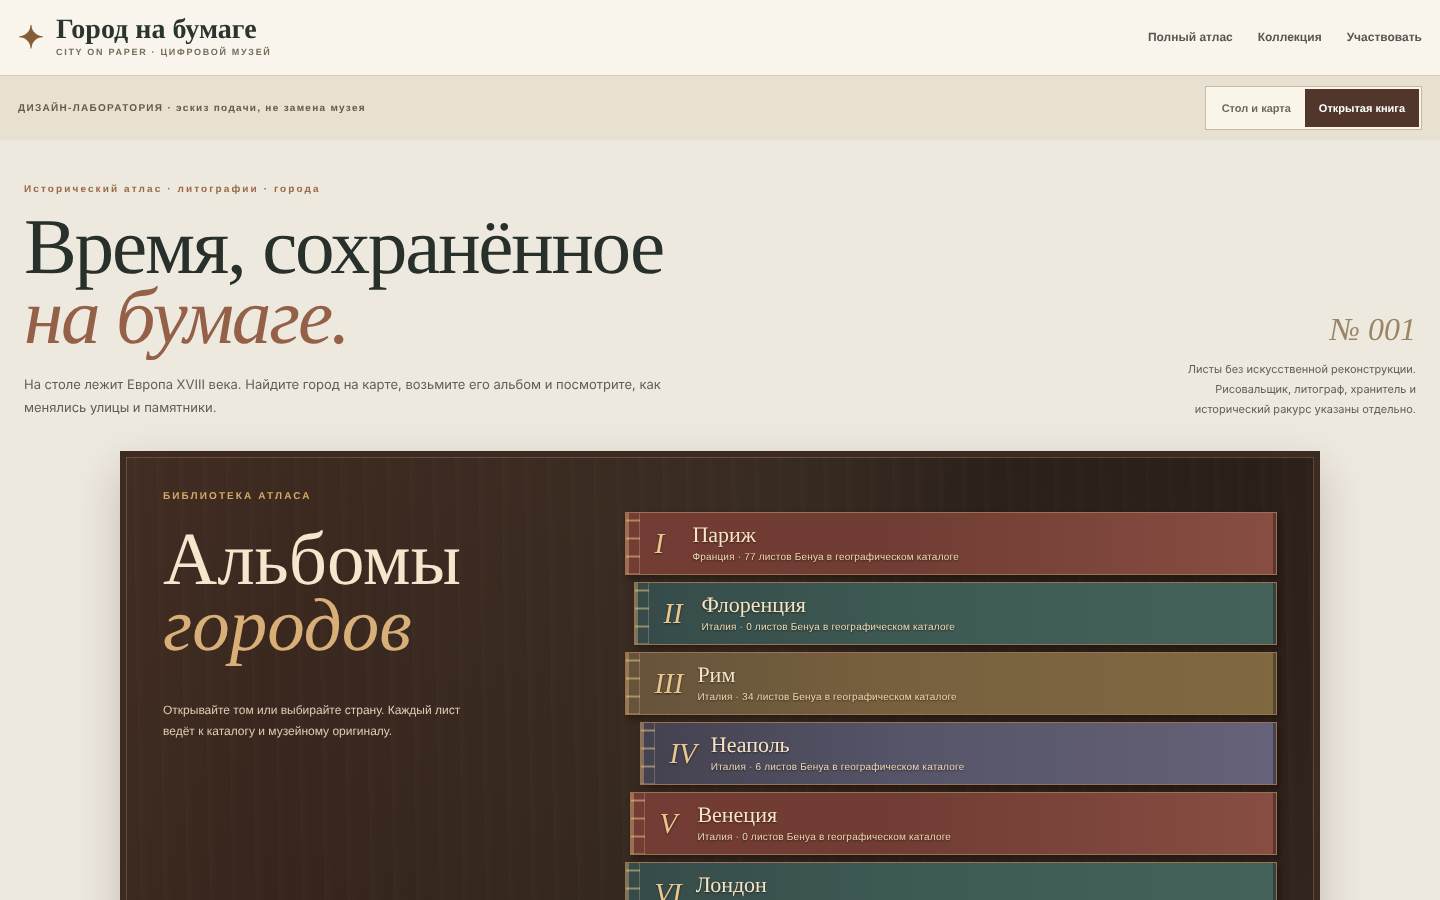 Город на бумаге
CITY ON PAPER · ЦИФРОВОЙ МУЗЕЙ
Полный атлас
Коллекция
Участвовать
ДИЗАЙН-ЛАБОРАТОРИЯ · эскиз подачи, не замена музея
Стол и карта
Открытая книга
Исторический атлас · литографии · города
Время, сохранённое
на бумаге.
На столе лежит Европа XVIII века. Найдите город на карте, возьмите его альбом и посмотрите, как
менялись улицы и памятники.
№ 001
Листы без искусственной реконструкции.
Рисовальщик, литограф, хранитель и
исторический ракурс указаны отдельно.
БИБЛИОТЕКА АТЛАСА
Альбомы
городов
Открывайте том или выбирайте страну. Каждый лист
ведёт к каталогу и музейному оригиналу.
I
Париж
Франция · 77 листов Бенуа в географическом каталоге
II
Флоренция
Италия · 0 листов Бенуа в географическом каталоге
III
Рим
Италия · 34 листов Бенуа в географическом каталоге
IV
Неаполь
Италия · 6 листов Бенуа в географическом каталоге
V
Венеция
Италия · 0 листов Бенуа в географическом каталоге
VI
Лондон